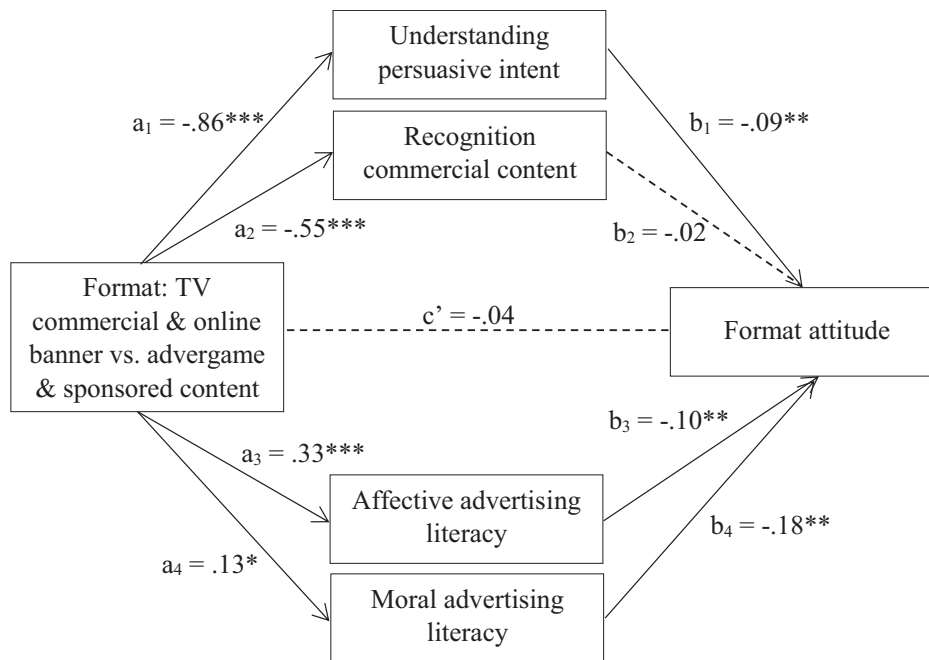 Understanding
persuasive intent
a₁ = -.86***
b₁ = -.09**
Recognition
commercial content
a₂ = -.55***
b₂ = -.02
Format: TV
commercial & online
banner vs. advergame
& sponsored content
c’ = -.04
Format attitude
a₃ = .33***
b₃ = -.10**
Affective advertising
literacy
b₄ = -.18**
a₄ = .13*
Moral advertising
literacy